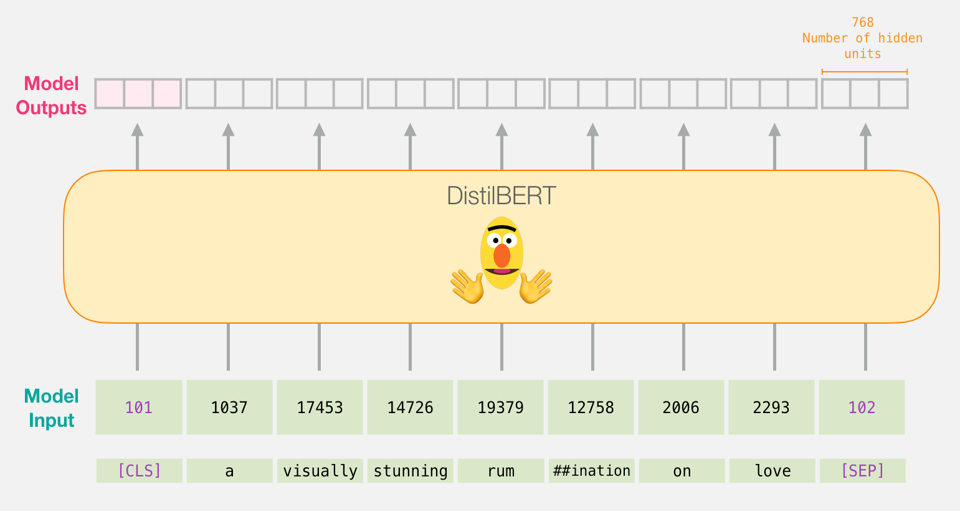 768
Number of hidden
units
Model
Outputs
DistilBERT
Model
Input
101 1037 17453 14726 19379 12758 2006 2293 102
[CLS] a visually stunning rum ##ination on love [SEP]